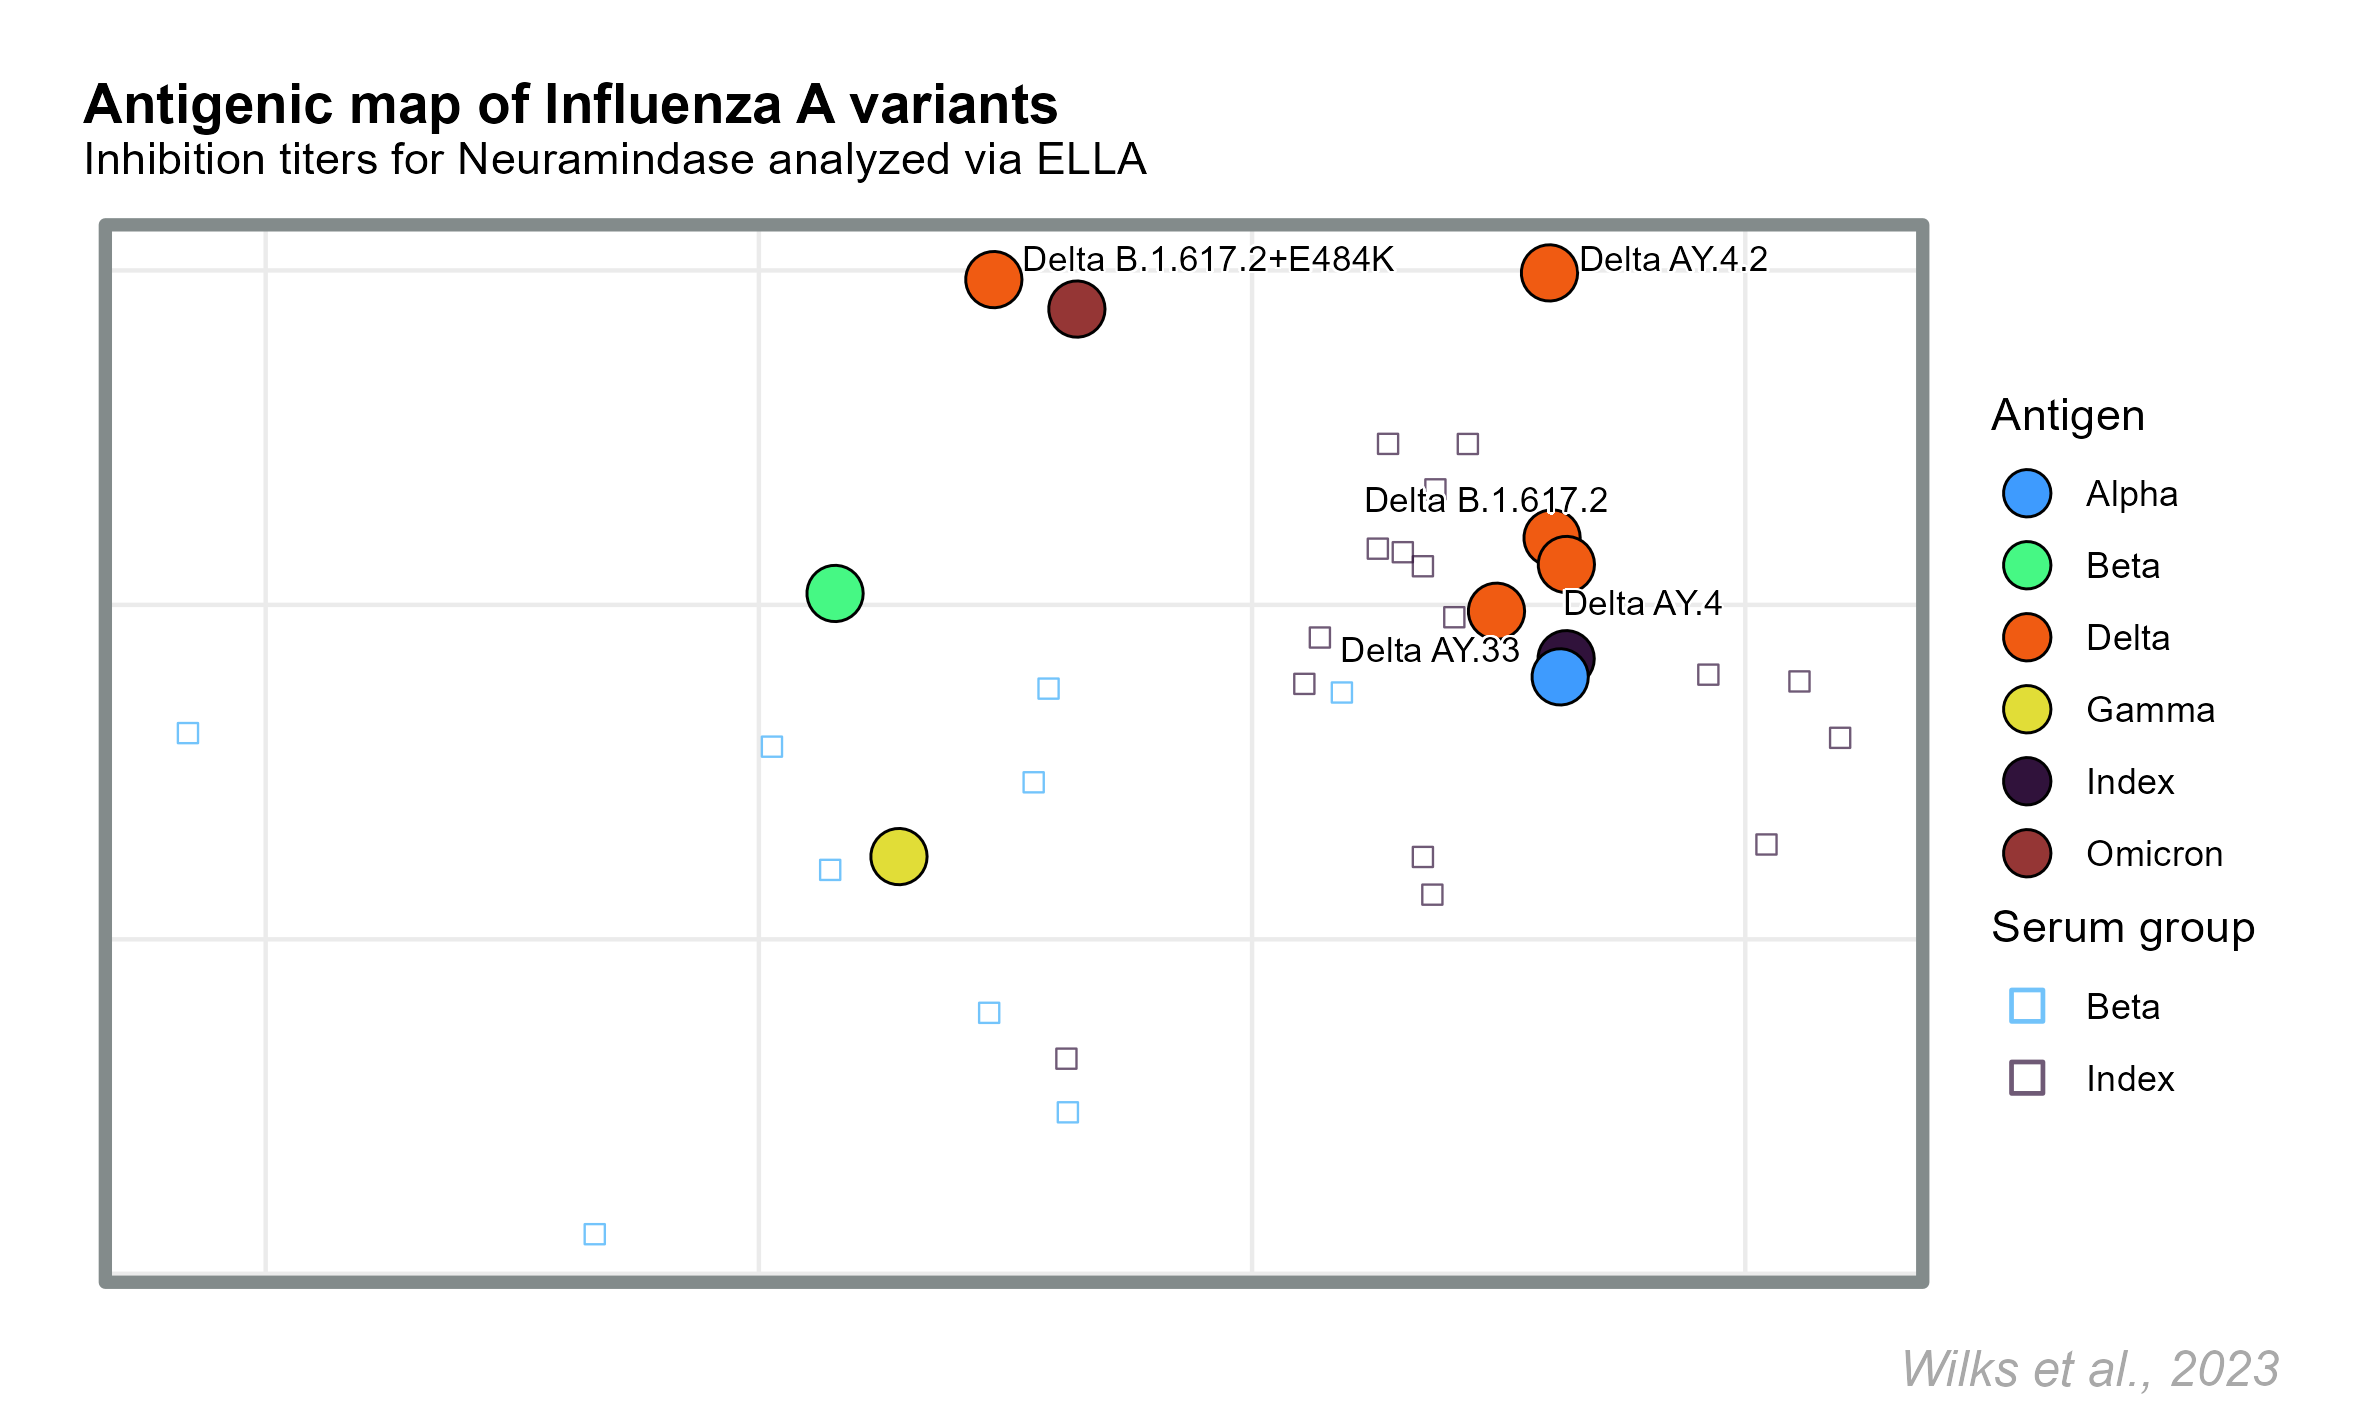 Antigenic map of Influenza A variants
Inhibition titers for Neuramindase analyzed via ELLA
Delta B.1.617.2+E484K
Delta AY.4.2
Delta B.1.617.2
Delta AY.4
Delta AY.33
Antigen
Alpha
Beta
Delta
Gamma
Index
Omicron
Serum group
Beta
Index
Wilks et al., 2023